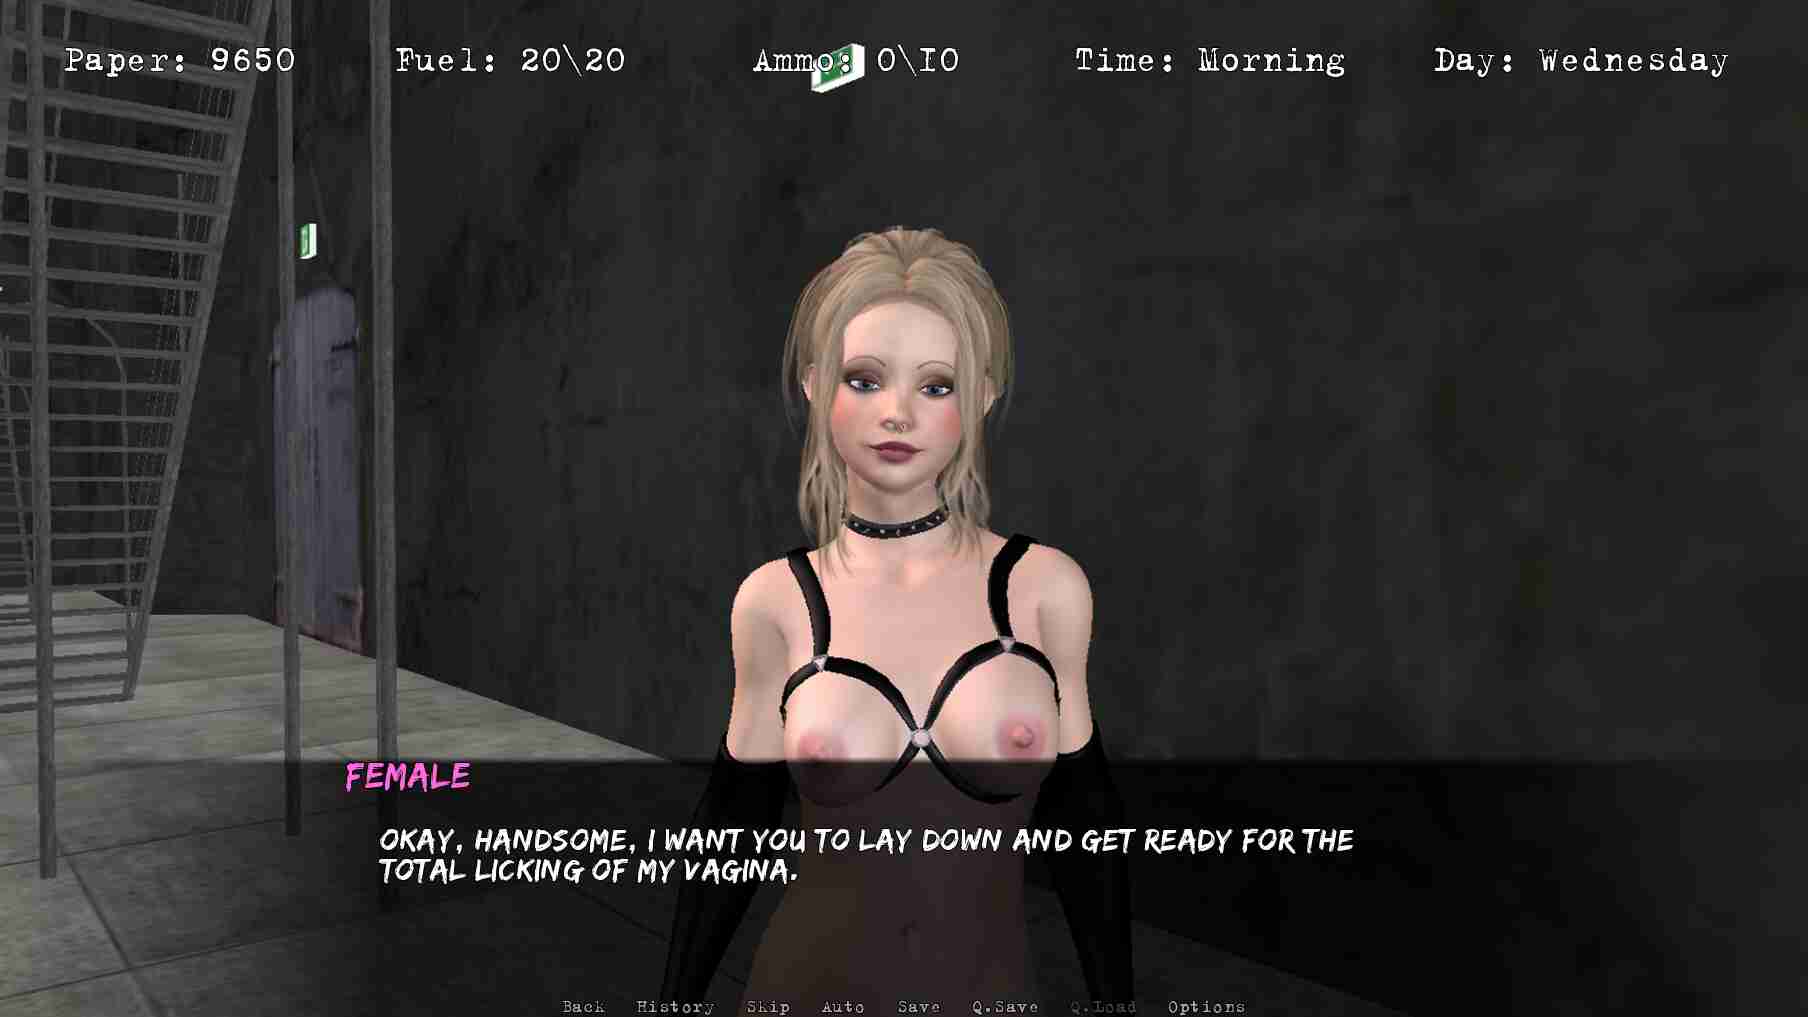 Paper: 9650 Fuel: 20\20 Ammo: 0\10 Time: Morning Day: Wednesday
FEMALE
OKAY, HANDSOME, I WANT YOU TO LAY DOWN AND GET READY FOR THE
TOTAL LICKING OF MY VAGINA.
Back History Skip Auto Save Q.Save Q.Load Options